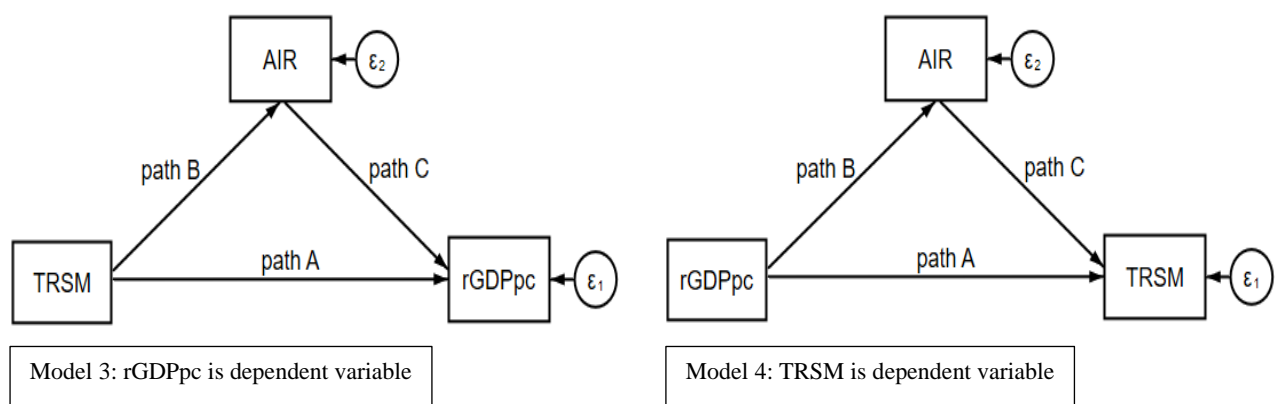 AIR
ε₂
path B
path C
TRSM
path A
rGDPpc
ε₁
Model 3: rGDPpc is dependent variable
AIR
ε₂
path B
path C
rGDPpc
path A
TRSM
ε₁
Model 4: TRSM is dependent variable